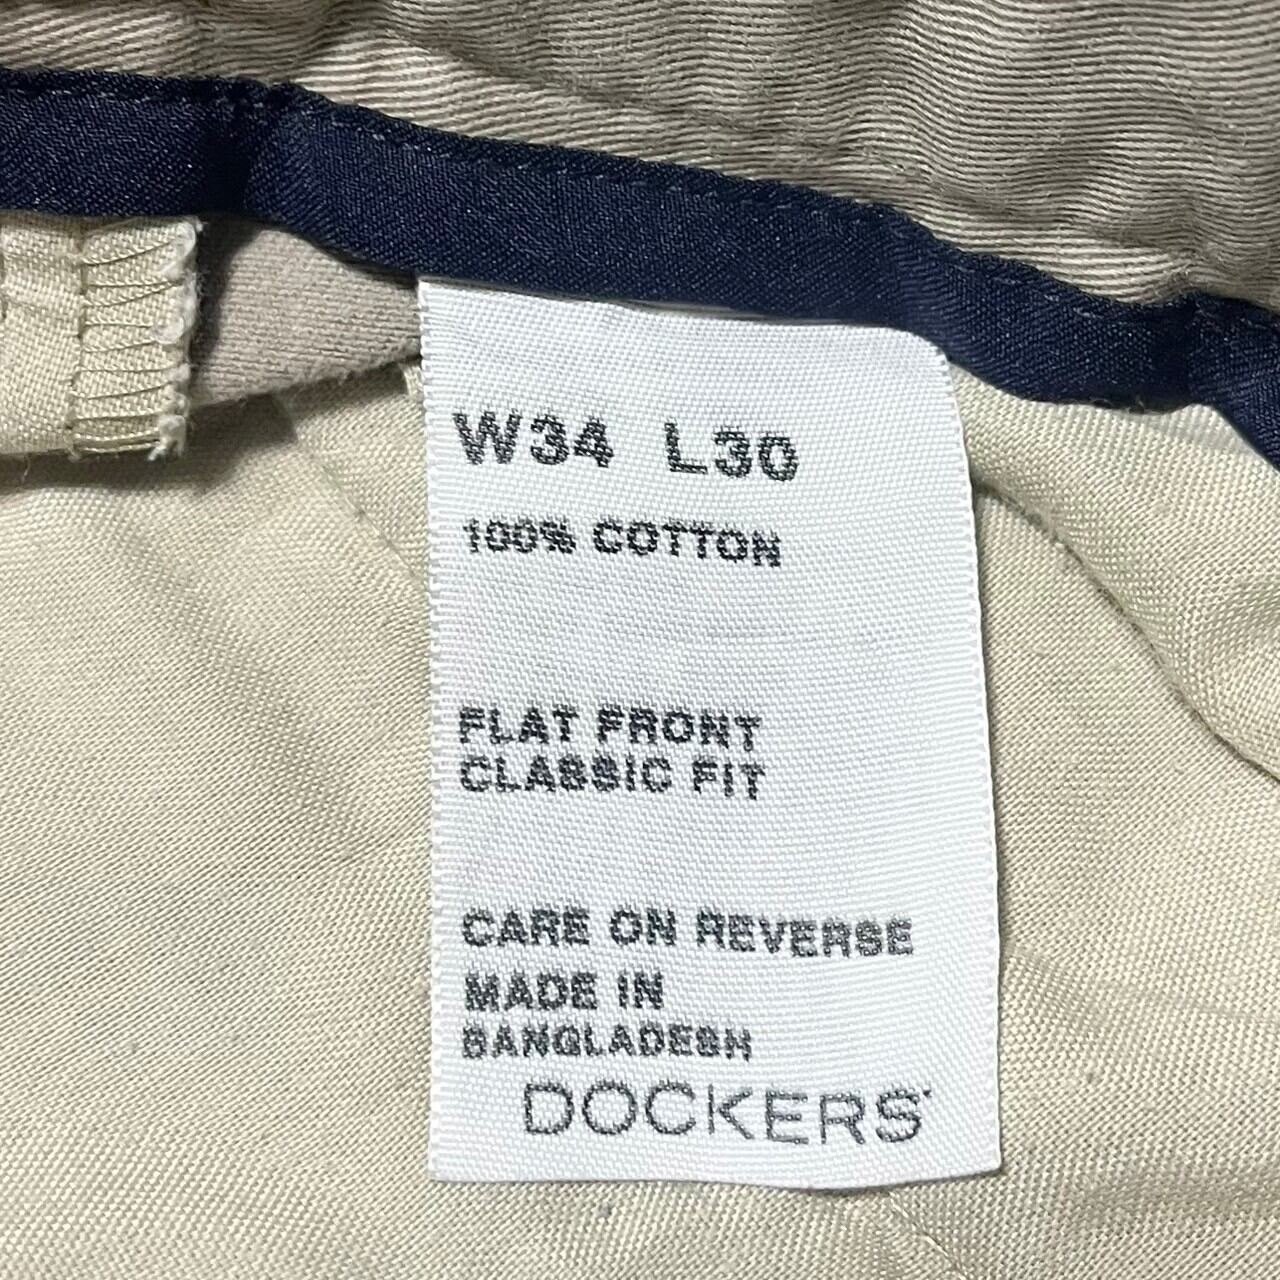 W34 L30
100% COTTON
FLAT FRONT
CLASSIC FIT
CARE ON REVERSE
MADE IN
BANGLADESH
DOCKERS